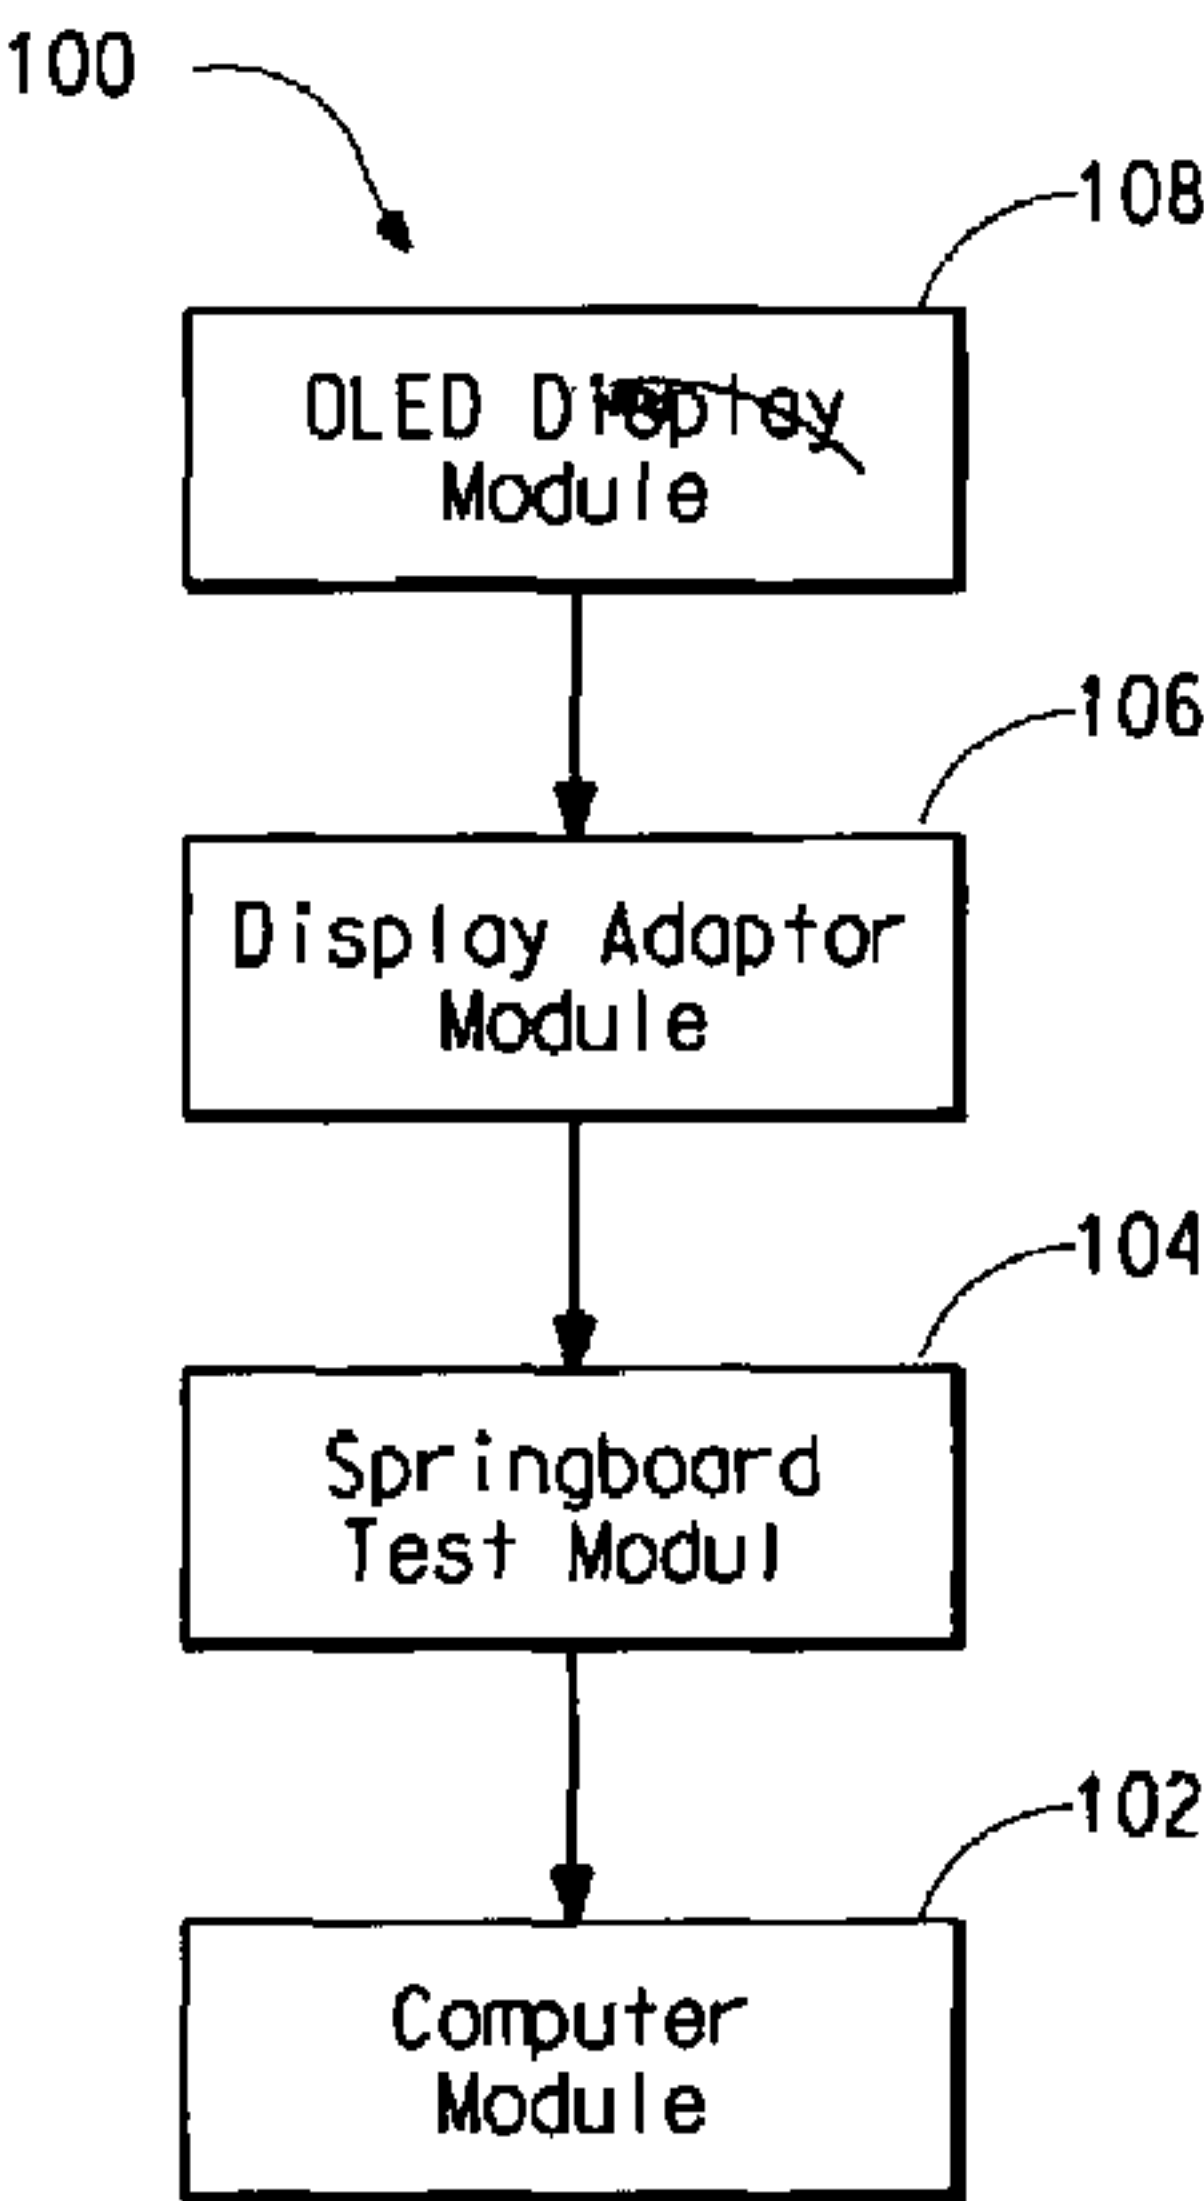 100
108
OLED Display
Module
106
Display Adaptor
Module
104
Springboard
Test Modul
102
Computer
Module